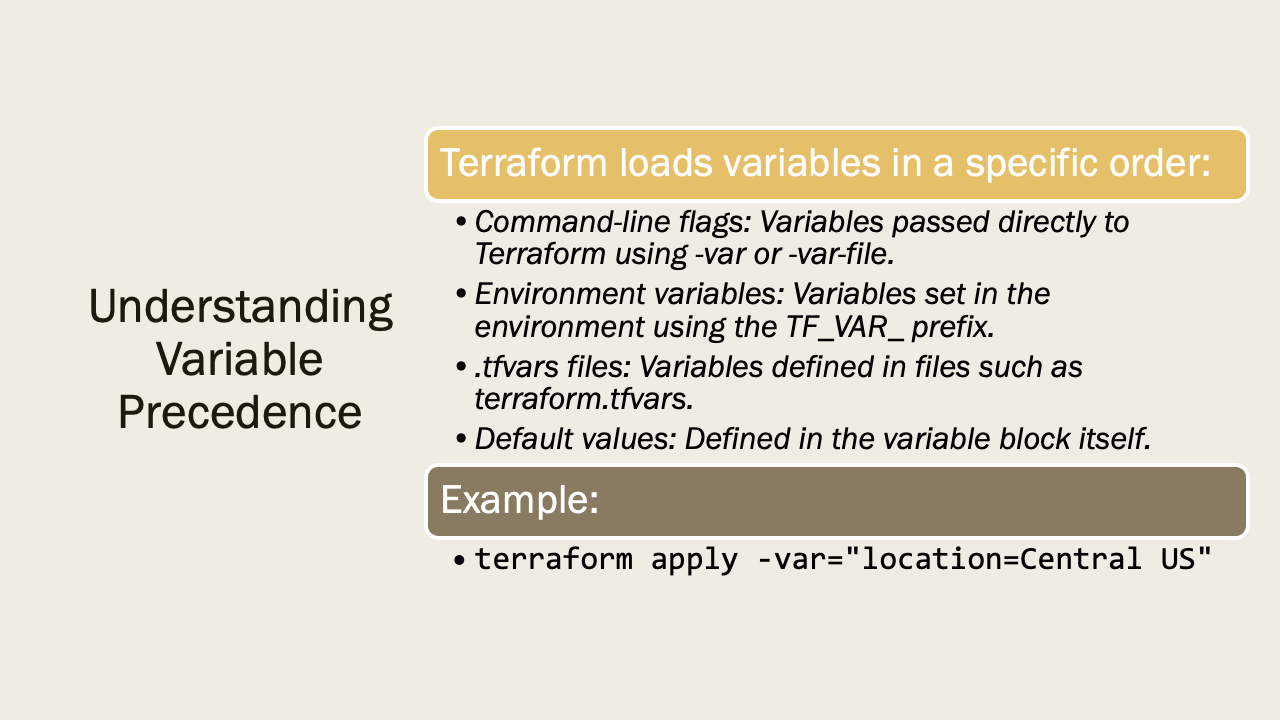 Understanding
Variable
Precedence
Terraform loads variables in a specific order:
• Command-line flags: Variables passed directly to
Terraform using -var or -var-file.
• Environment variables: Variables set in the
environment using the TF_VAR_ prefix.
• .tfvars files: Variables defined in files such as
terraform.tfvars.
• Default values: Defined in the variable block itself.
Example:
• terraform apply -var="location=Central US"